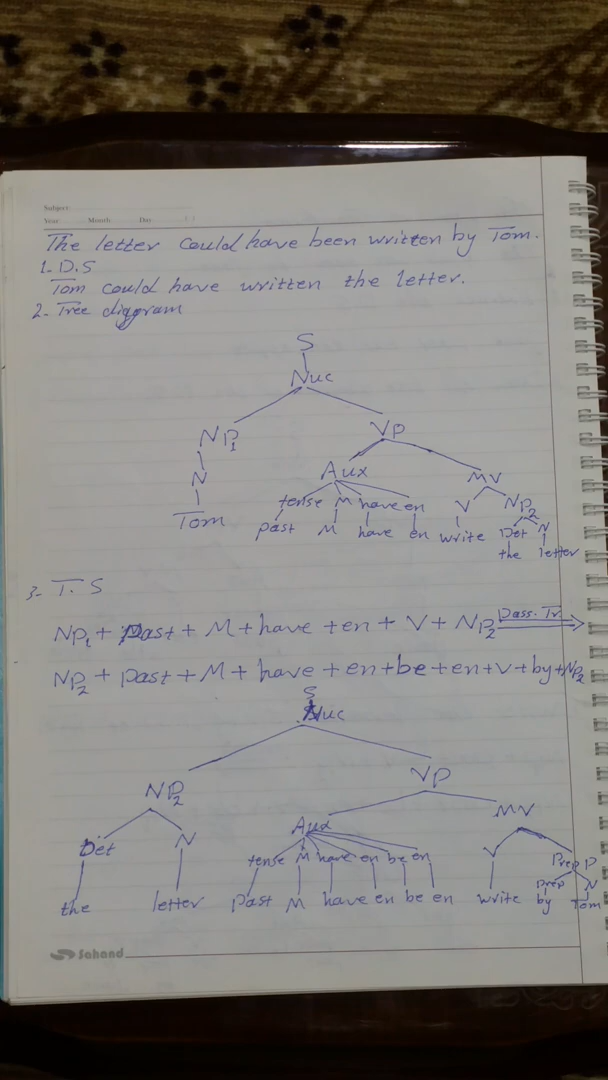 Subject:
Year Month Day ( )
The letter could have been written by Tom.
1- D.S
Tom could have written the letter.
2- Tree diggram
S
Nuc
NP1 VP
N Aux MV
tense M have en V NP2
Tom past M have en write Det N
the letter
3- T.S
NP1 + past + M + have + en + V + NP2 Pass. Tr
NP2 + past + M + have + en + be + en + V + by + NP2
S
Nuc
NP2 VP
Det N Aux MV
tense M have en be en V Prep P
the letter past M have en be en write Prep N
by Tom
Sahand